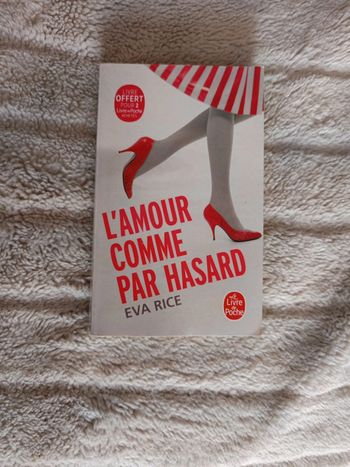 LIVRE
OFFERT
POUR 2
Livre de Poche
ACHETÉS
L'AMOUR
COMME
PAR HASARD
EVA RICE
Le
Livre
de
Poche